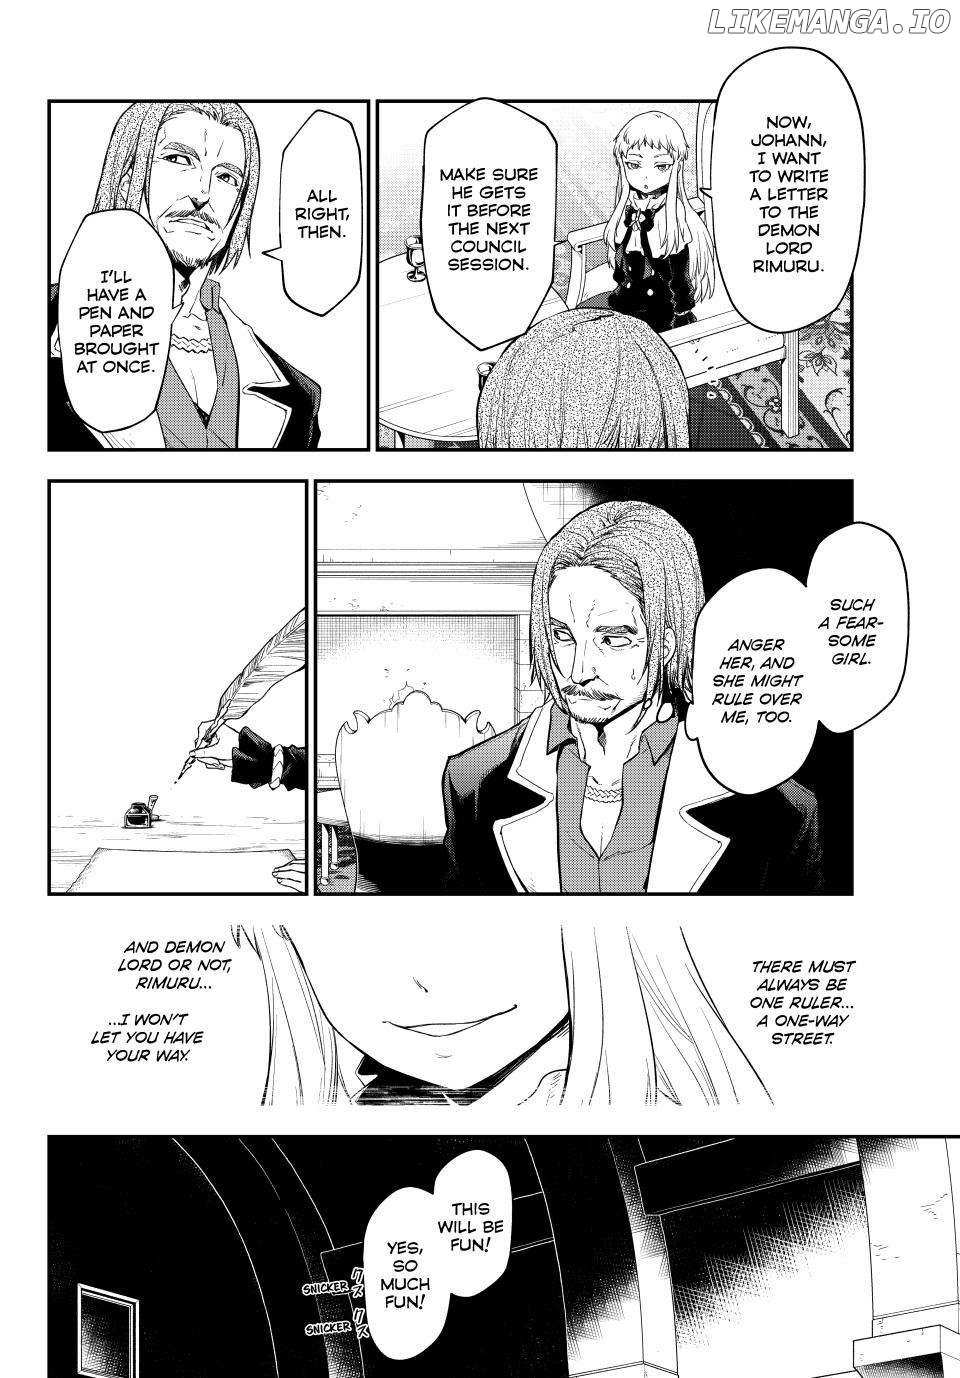 LIKEMANGA.IO
NOW,
JOHANN,
I WANT
TO WRITE
A LETTER
TO THE
DEMON
LORD
RIMURU.
MAKE SURE
HE GETS
IT BEFORE
THE NEXT
COUNCIL
SESSION.
ALL
RIGHT,
THEN.
I'LL
HAVE A
PEN AND
PAPER
BROUGHT
AT ONCE.
SUCH
A FEAR-
SOME
GIRL.
ANGER
HER, AND
SHE MIGHT
RULE OVER
ME, TOO.
THERE MUST
ALWAYS BE
ONE RULER...
A ONE-WAY
STREET.
AND DEMON
LORD OR NOT,
RIMURU...
...I WON'T
LET YOU HAVE
YOUR WAY.
THIS
WILL BE
FUN!
YES,
SO
MUCH
FUN!
SNICKER クス
SNICKER クス